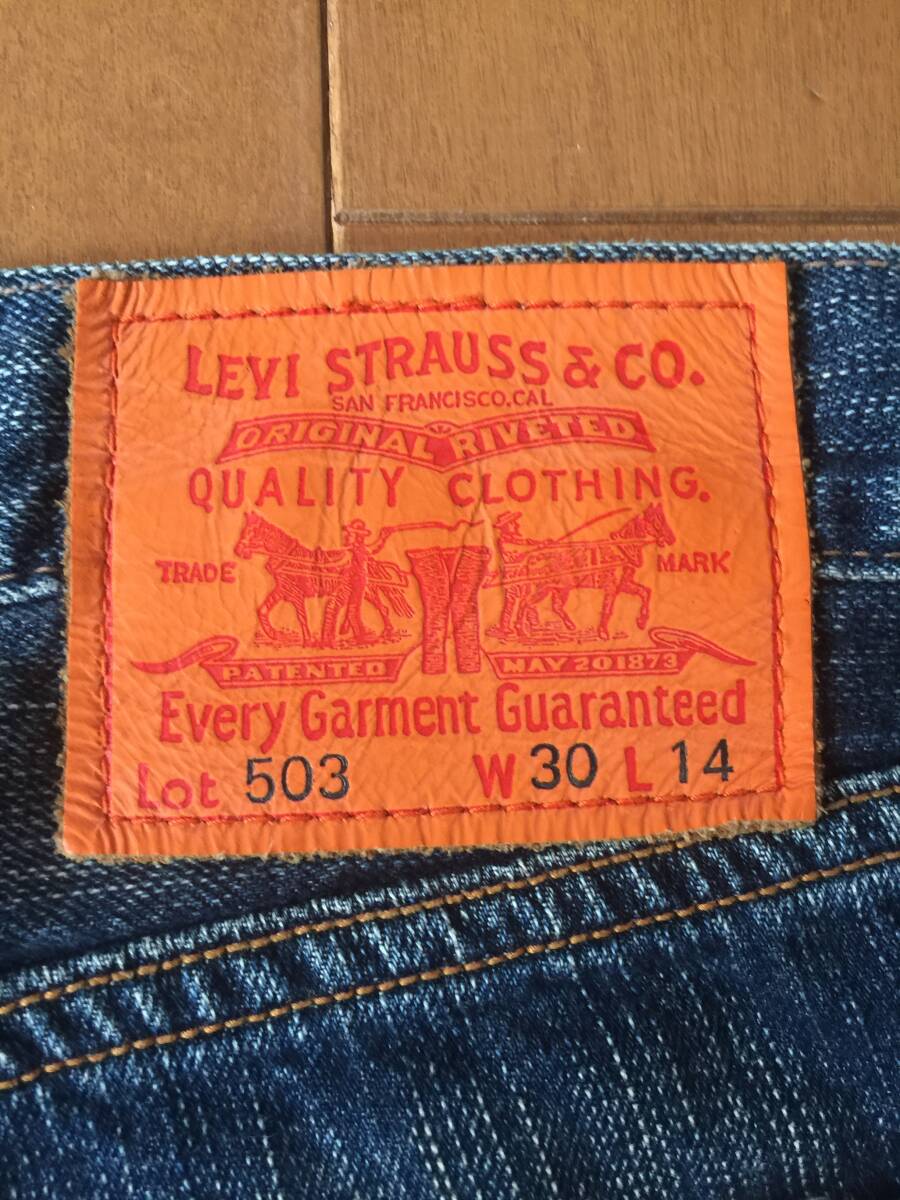 LEVI STRAUSS & CO.
SAN FRANCISCO, CAL
ORIGINAL RIVETED
QUALITY CLOTHING.
TRADE MARK
PATENTED MAY 20 1873
Every Garment Guaranteed
Lot 503 W 30 L 14